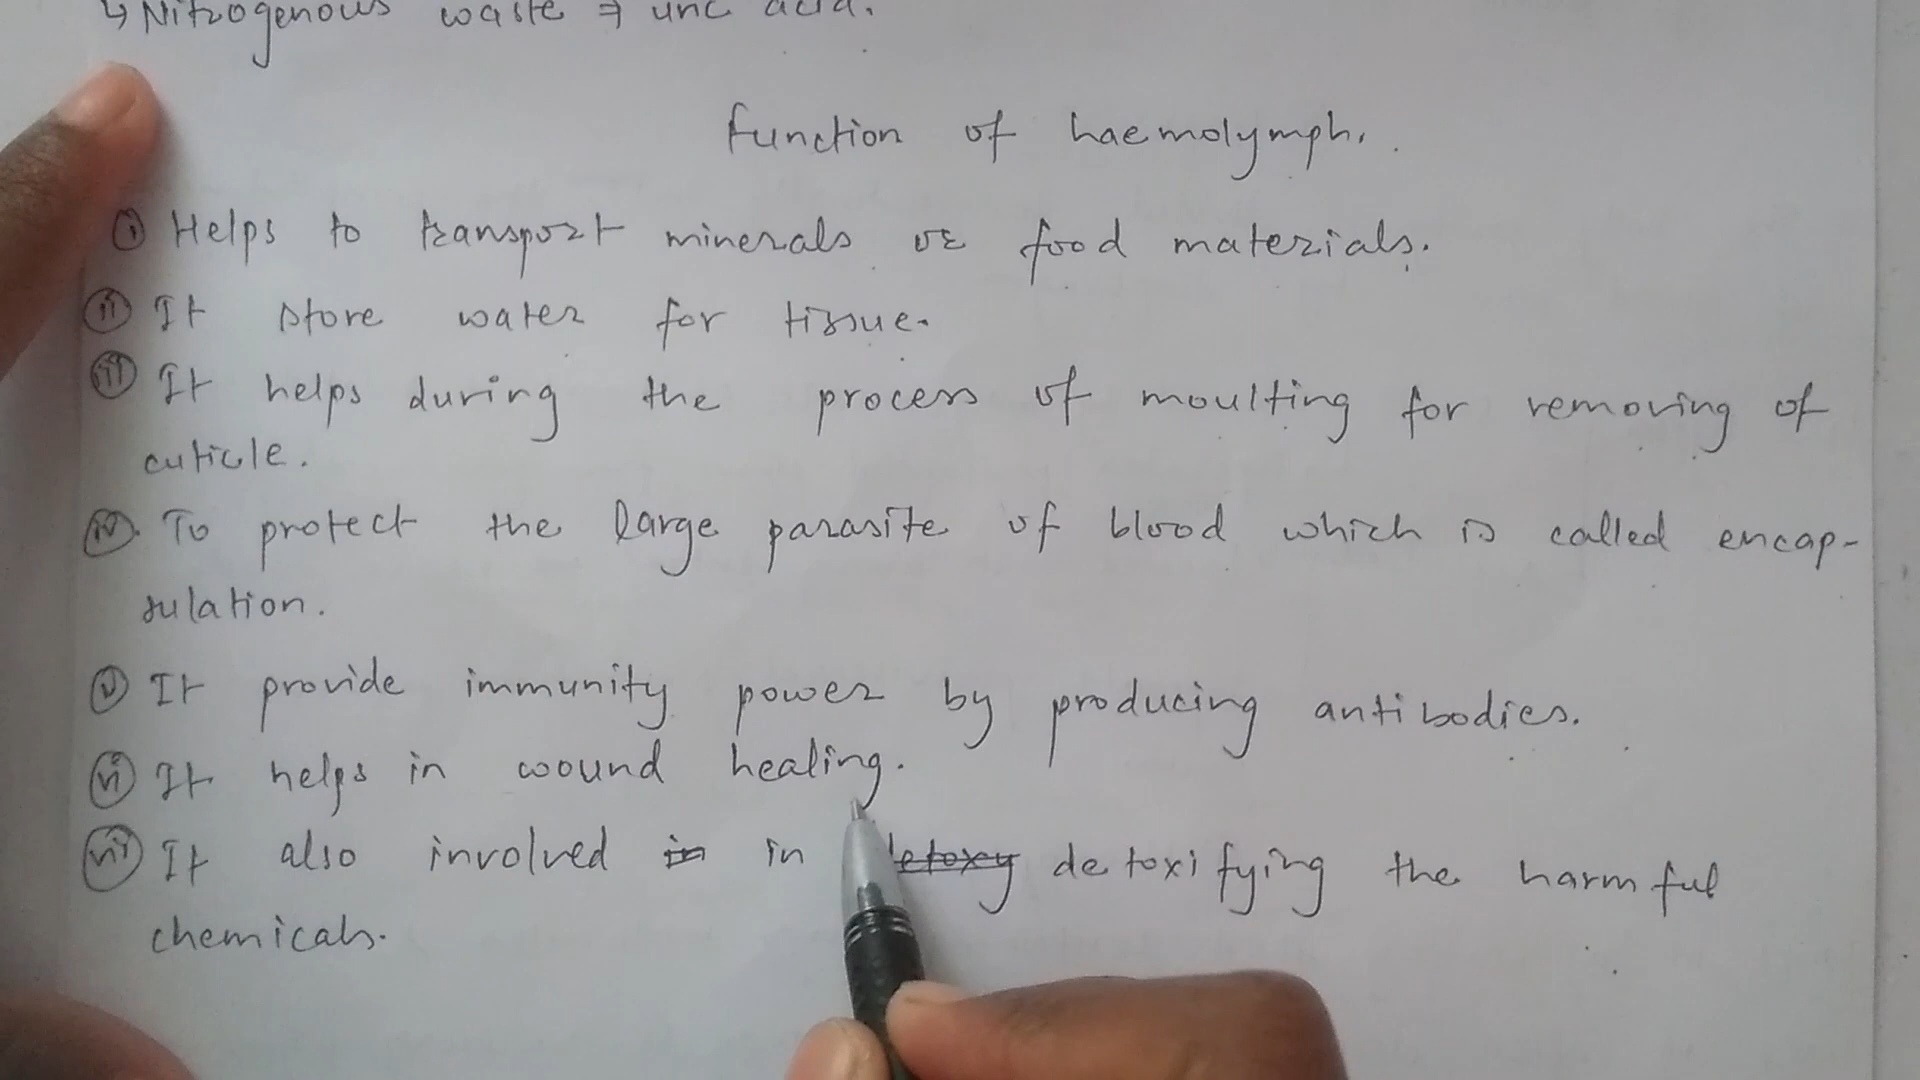 ↳ Nitrogenous waste ⇒ uric acid.
Function of haemolymph.
① Helps to transport minerals or food materials.
ⅱ It store water for tissue.
ⅲ It helps during the process of moulting for removing of
cuticle.
ⅳ. To protect the large parasite of blood which is called encap-
sulation.
ⅴ It provide immunity power by producing antibodies.
ⅵ It helps in wound healing.
ⅶ It also involved in in detoxifying the harmful
chemicals.